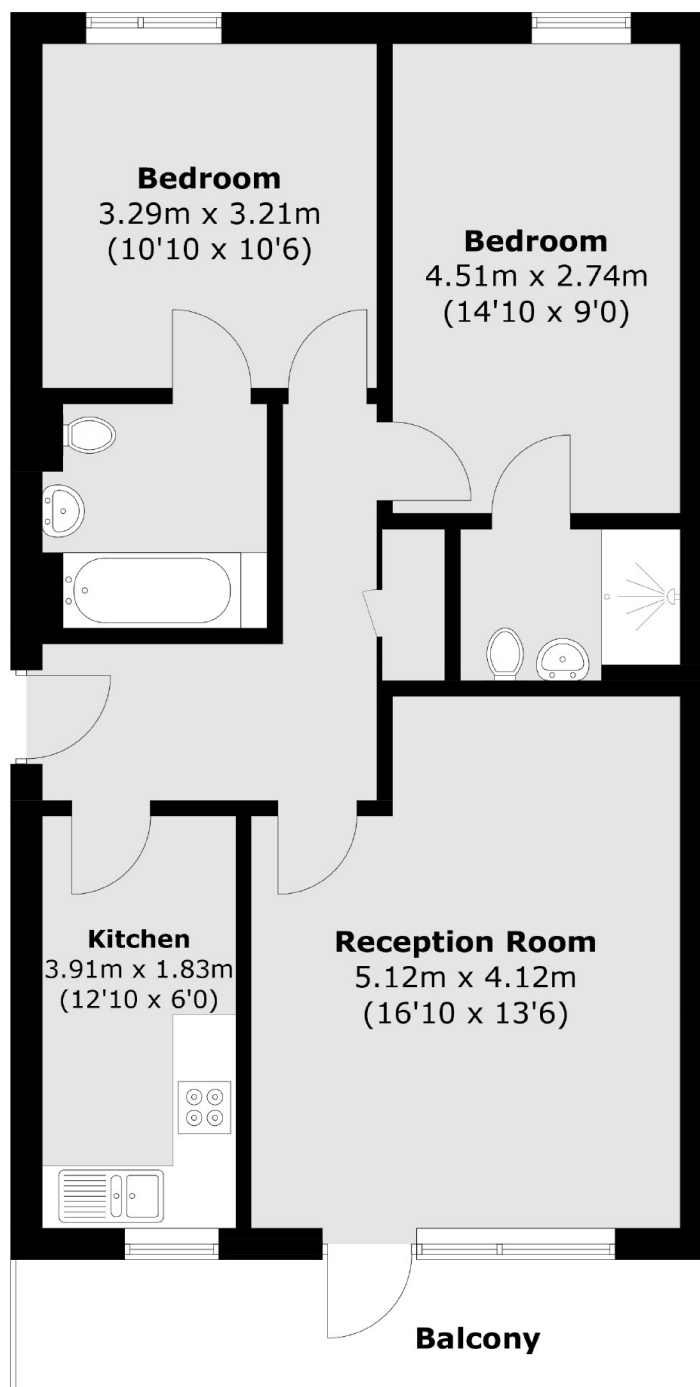 Bedroom
3.29m x 3.21m
(10'10 x 10'6)
Bedroom
4.51m x 2.74m
(14'10 x 9'0)
Kitchen
3.91m x 1.83m
(12'10 x 6'0)
Reception Room
5.12m x 4.12m
(16'10 x 13'6)
Balcony